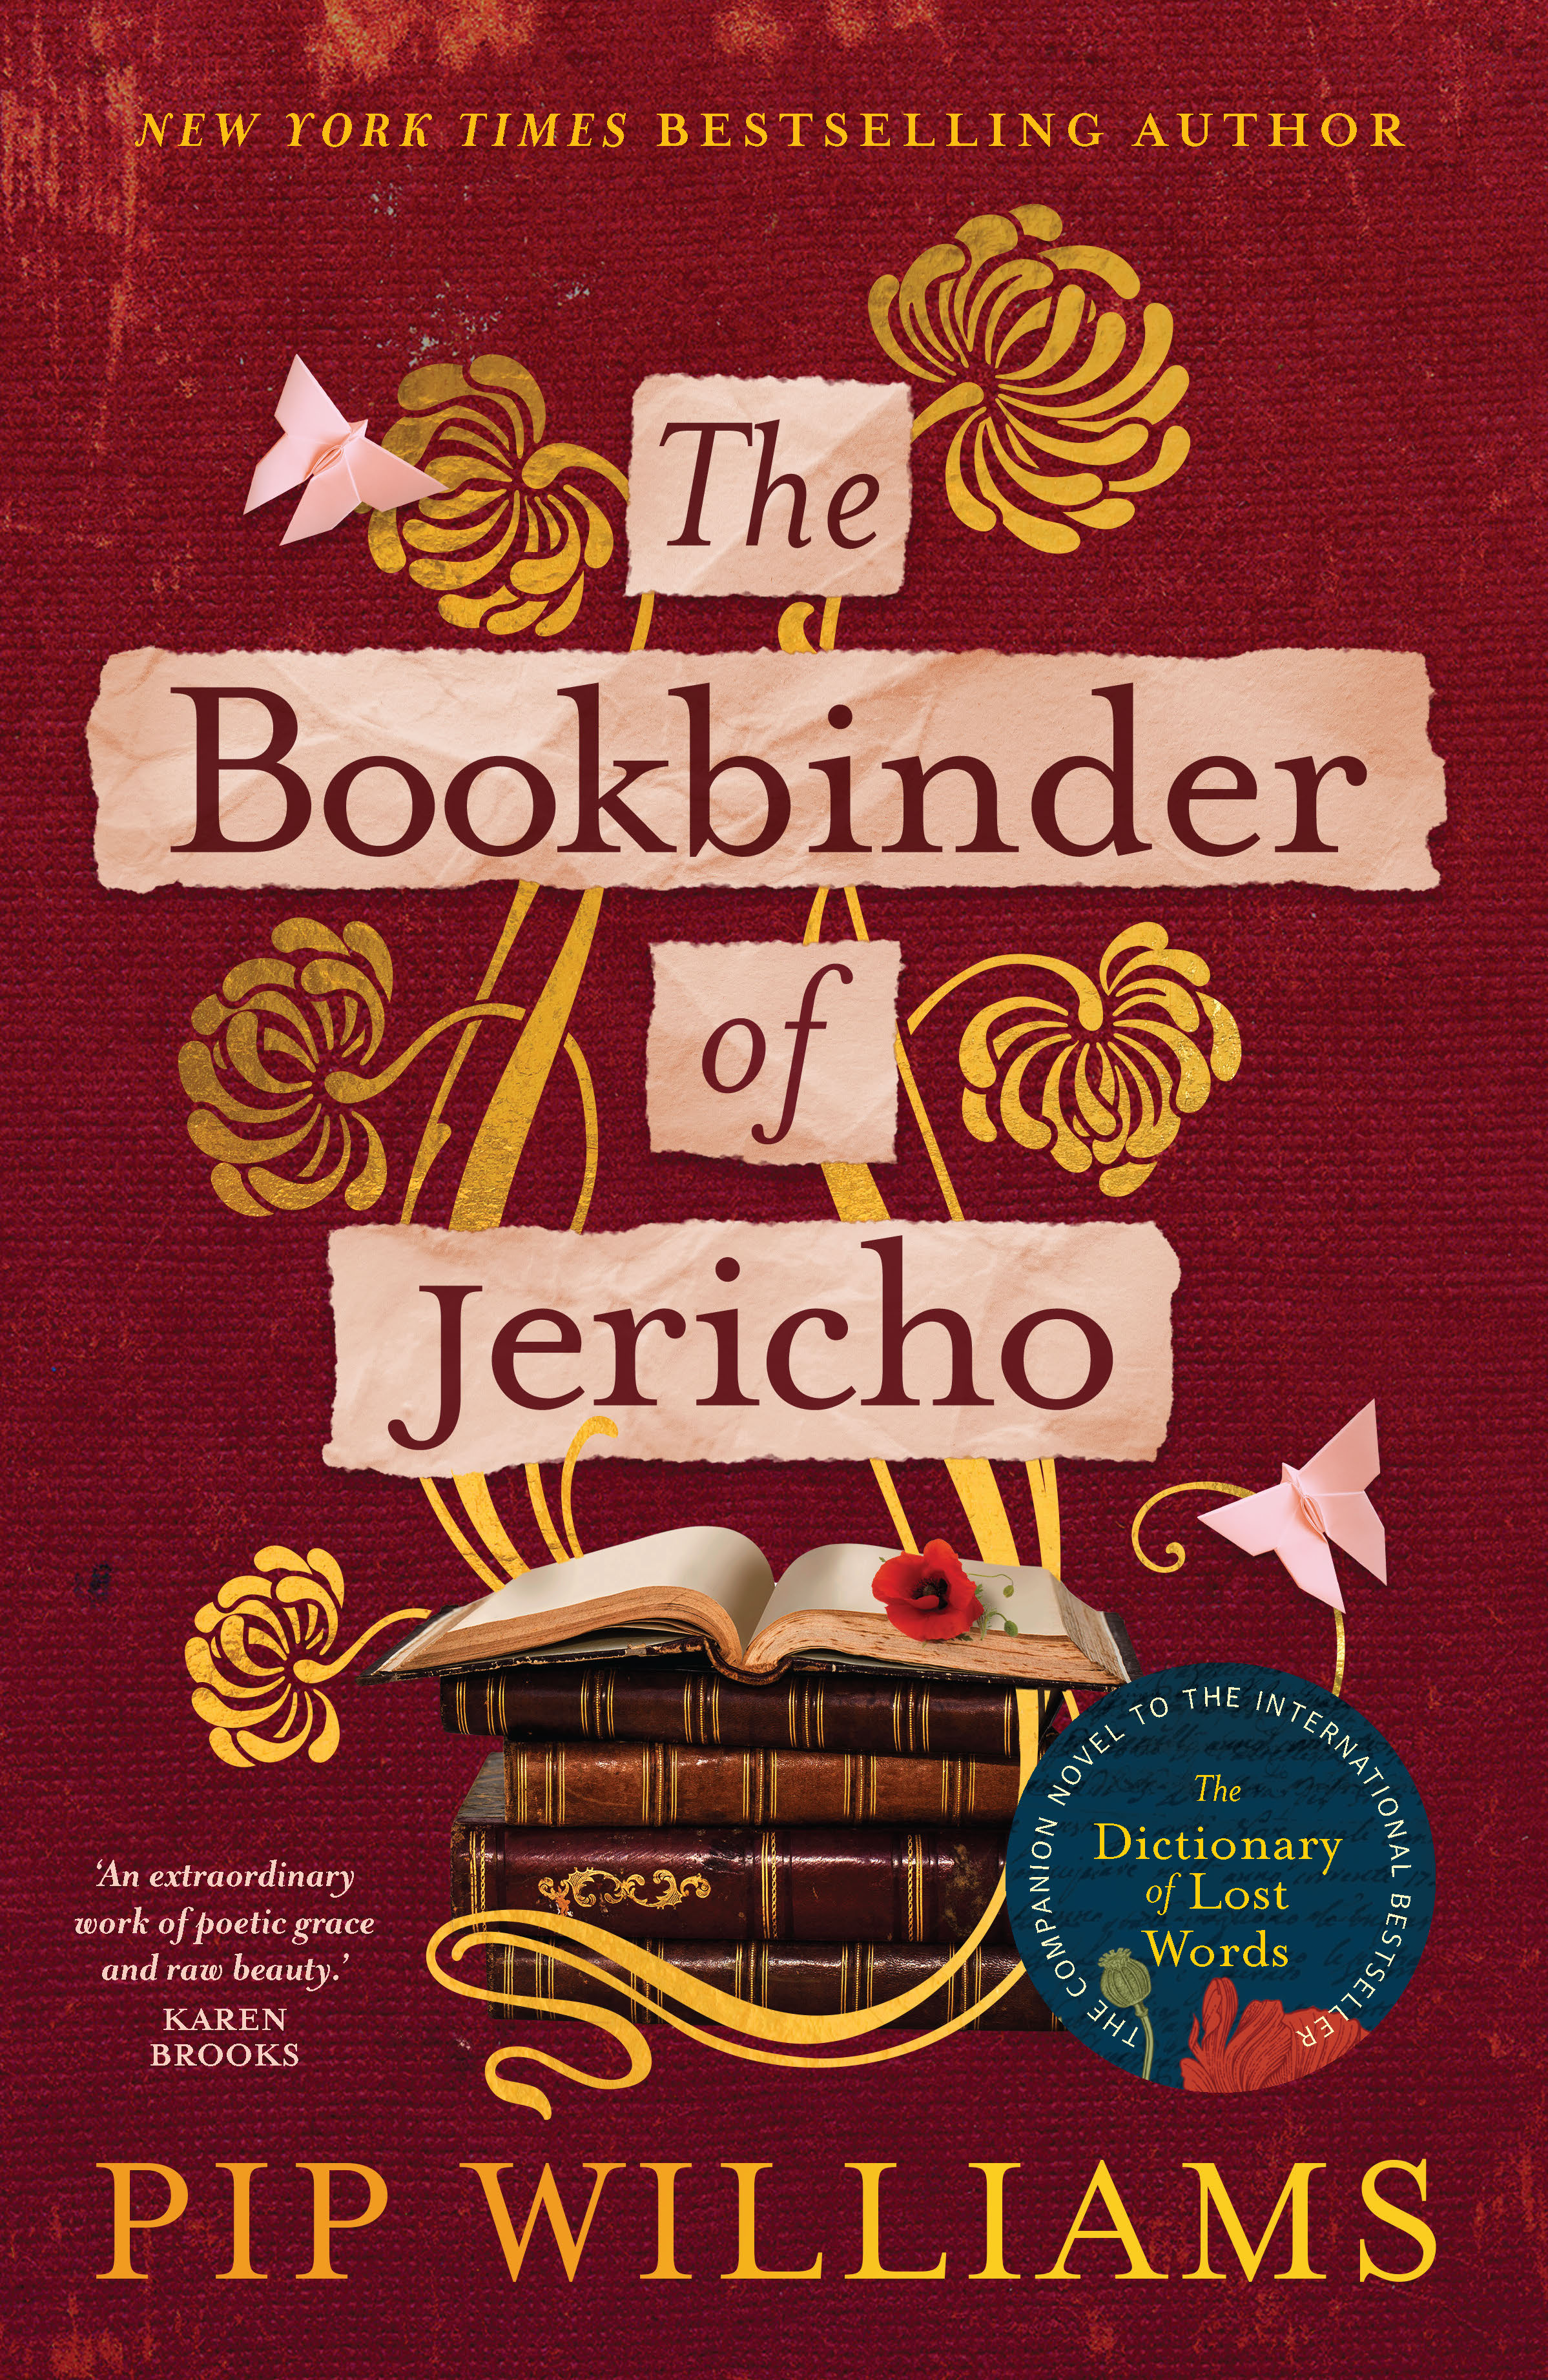 NEW YORK TIMES BESTSELLING AUTHOR
The
Bookbinder
of
Jericho
THE COMPANION NOVEL TO THE INTERNATIONAL BESTSELLER
The
Dictionary
of Lost
Words
‘An extraordinary
work of poetic grace
and raw beauty.’
KAREN
BROOKS
PIP WILLIAMS